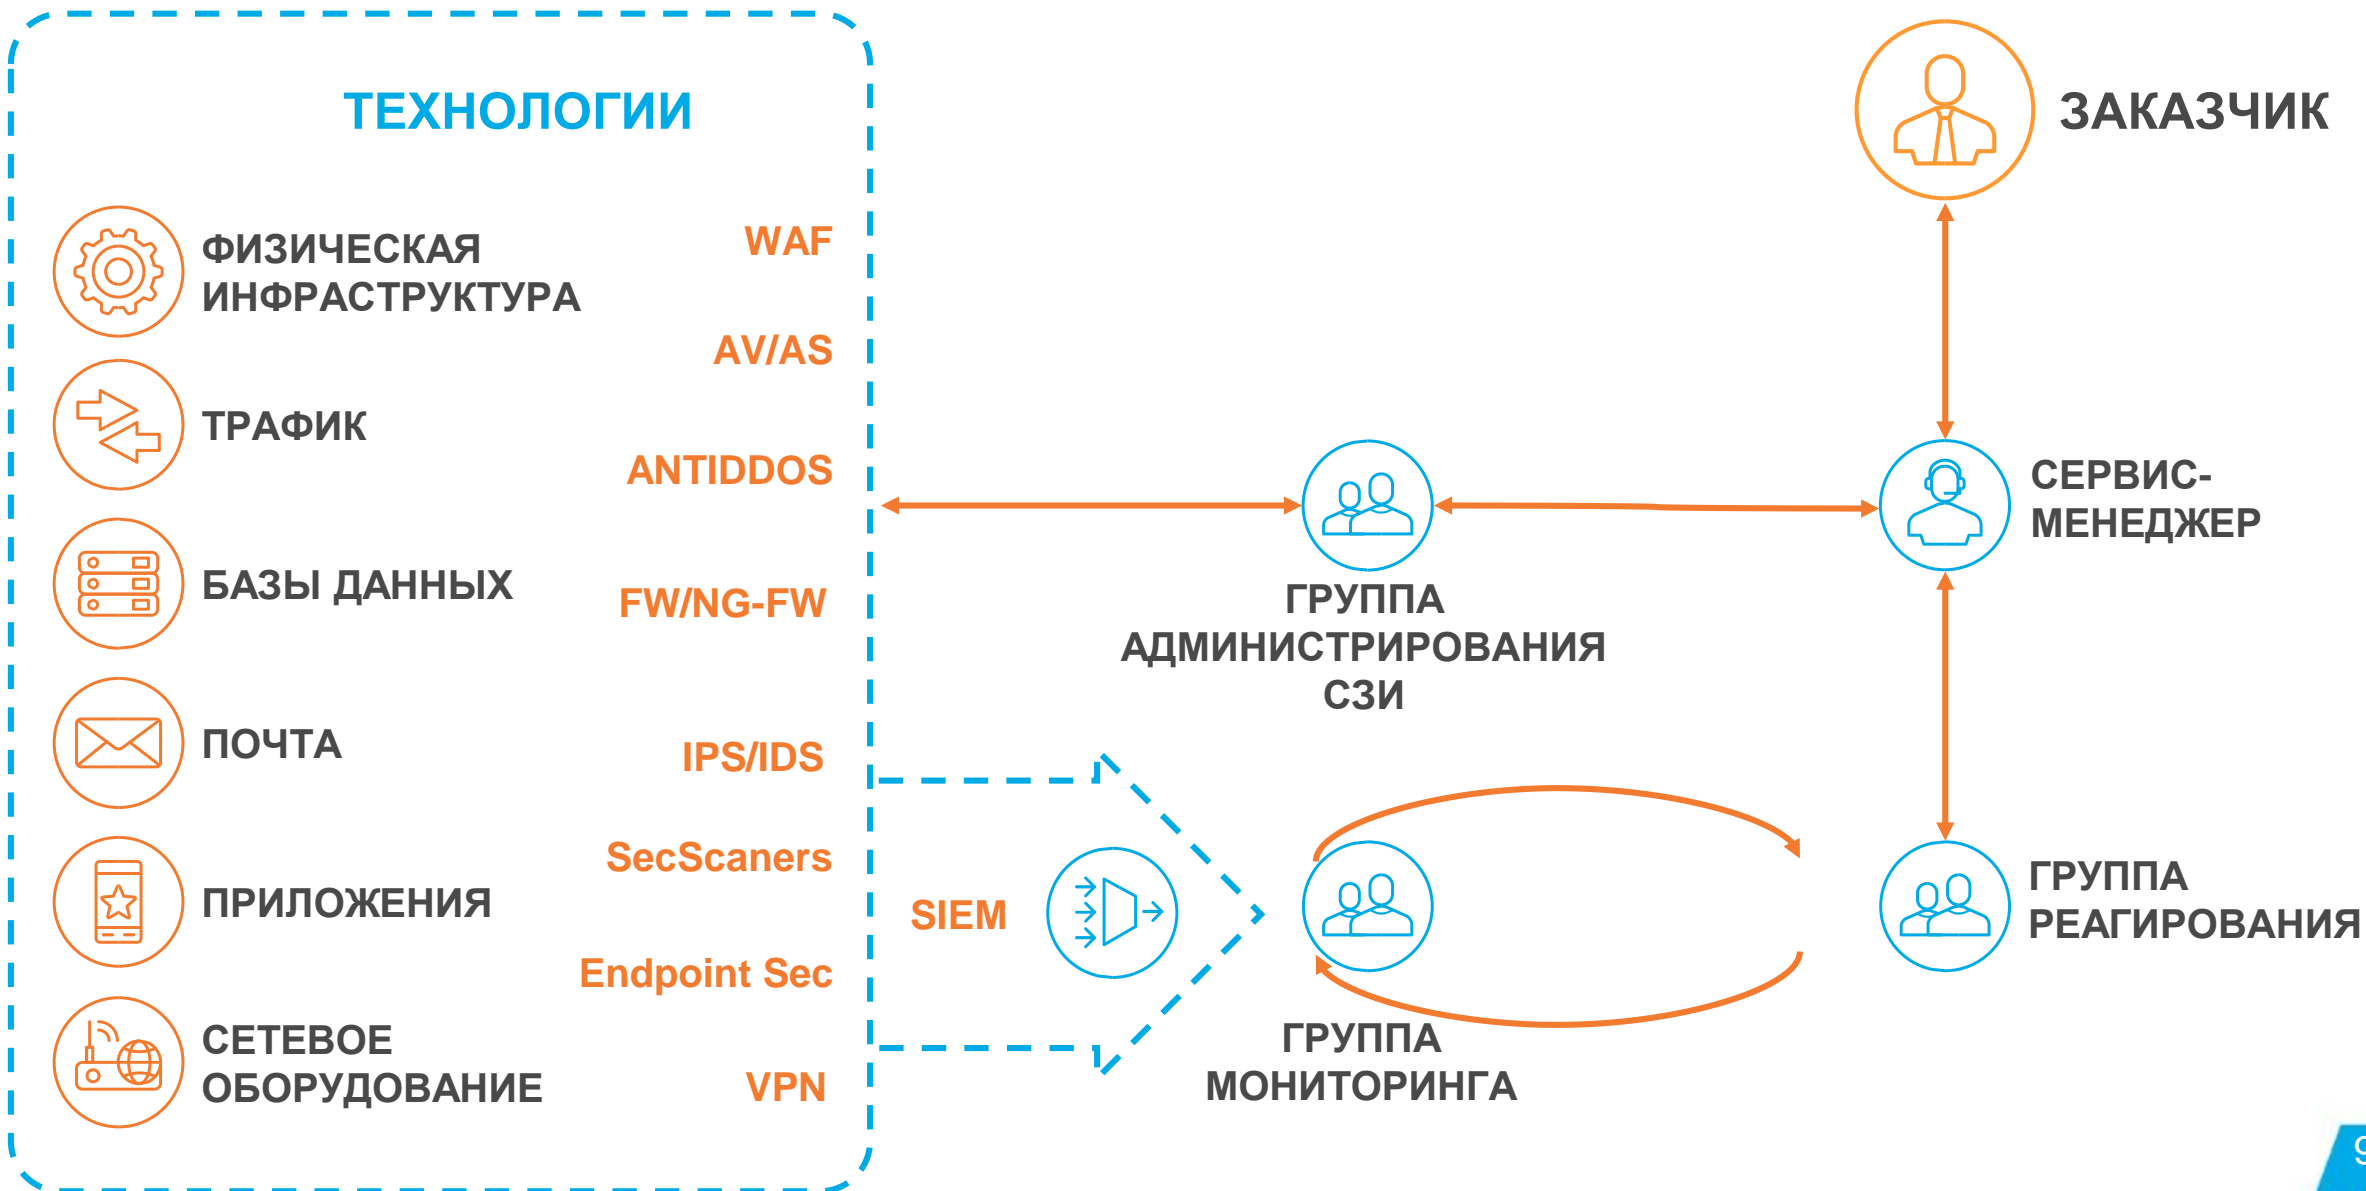 ТЕХНОЛОГИИ
ФИЗИЧЕСКАЯ
ИНФРАСТРУКТУРА
ТРАФИК
БАЗЫ ДАННЫХ
ПОЧТА
ПРИЛОЖЕНИЯ
СЕТЕВОЕ
ОБОРУДОВАНИЕ
WAF
AV/AS
ANTIDDOS
FW/NG-FW
IPS/IDS
SecScaners
Endpoint Sec
VPN
SIEM
ГРУППА
АДМИНИСТРИРОВАНИЯ
СЗИ
ГРУППА
МОНИТОРИНГА
ЗАКАЗЧИК
СЕРВИС-
МЕНЕДЖЕР
ГРУППА
РЕАГИРОВАНИЯ
9